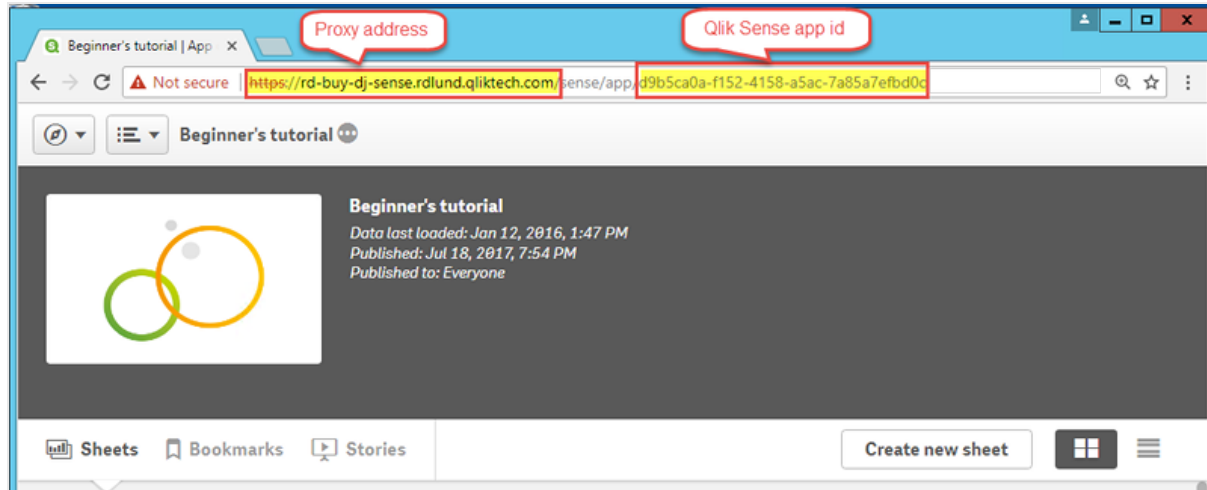 Proxy address
Qlik Sense app id
Beginner's tutorial | App
Not secure | https://rd-buy-dj-sense.rdlund.qliktech.com/sense/app/d9b5ca0a-f152-4158-a5ac-7a85a7efbd0c
Beginner's tutorial
Beginner's tutorial
Data last loaded: Jan 12, 2016, 1:47 PM
Published: Jul 18, 2017, 7:54 PM
Published to: Everyone
Sheets Bookmarks Stories Create new sheet